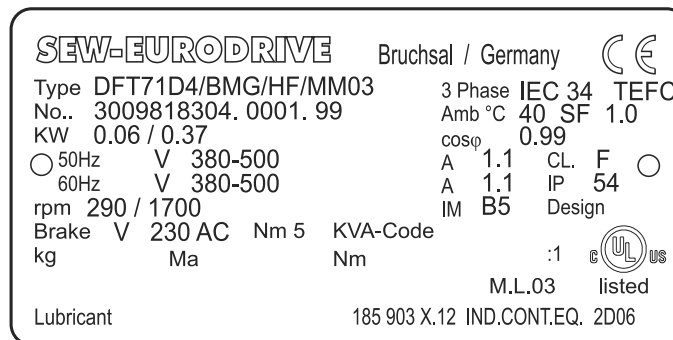 SEW-EURODRIVE Bruchsal / Germany CE
Type DFT71D4/BMG/HF/MM03 3 Phase IEC 34 TEFC
No.. 3009818304. 0001. 99 Amb °C 40 SF 1.0
KW 0.06 / 0.37 cosφ 0.99
50Hz V 380-500 A 1.1 CL. F
60Hz V 380-500 A 1.1 IP 54
rpm 290 / 1700 IM B5 Design
Brake V 230 AC Nm 5 KVA-Code
kg Ma Nm :1 C UL US
M.L.03 listed
Lubricant 185 903 X.12 IND.CONT.EQ. 2D06